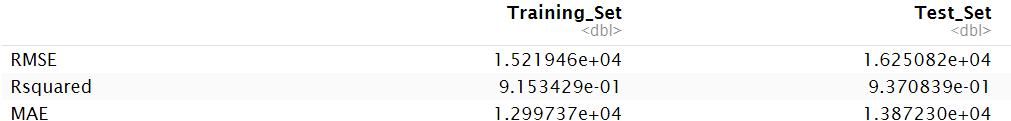 Training_Set Test_Set
<dbl> <dbl>
RMSE 1.521946e+04 1.625082e+04
Rsquared 9.153429e-01 9.370839e-01
MAE 1.299737e+04 1.387230e+04